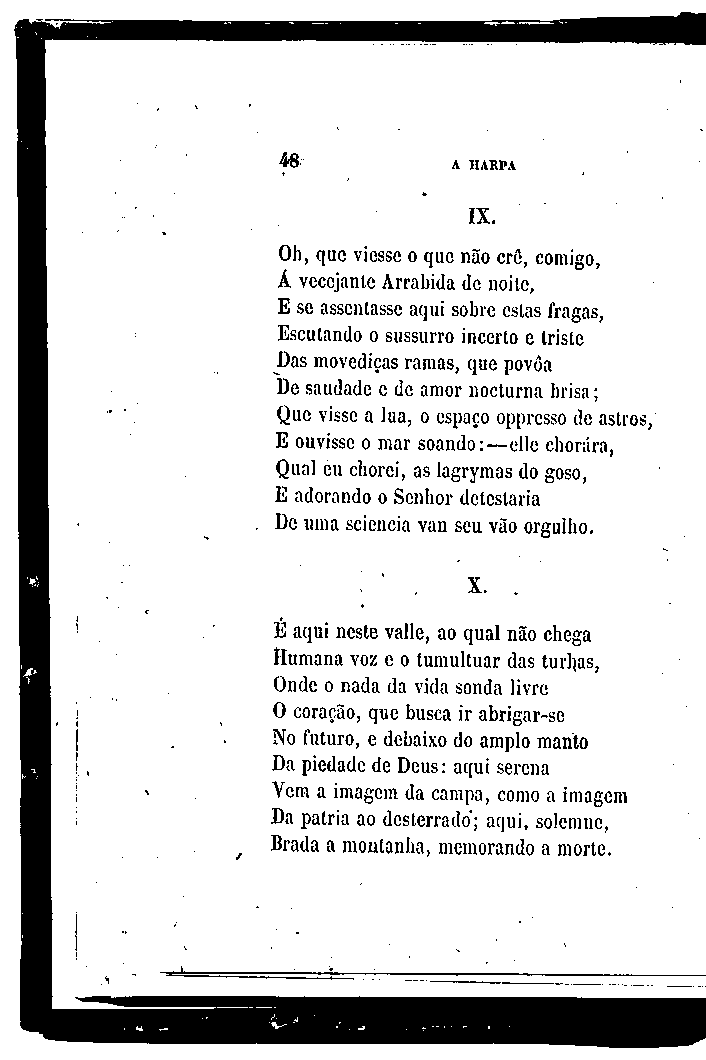 48 A HARPA
IX.
Oh, que viesse o que não crê, comigo,
Á vecejante Arrabida de noite,
E se assentasse aqui sobre estas fragas,
Escutando o sussurro incerto e triste
Das movediças ramas, que povôa
De saudade e de amor nocturna brisa;
Que visse a lua, o espaço oppresso de astros,
E ouvisse o mar soando:—elle chorára,
Qual eu chorei, as lagrymas do goso,
E adorando o Senhor detestaria
De uma sciencia van seu vão orgulho.
X.
É aqui neste valle, ao qual não chega
Humana voz e o tumultuar das turbas,
Onde o nada da vida sonda livre
O coração, que busca ir abrigar-se
No futuro, e debaixo do amplo manto
Da piedade de Deus: aqui serena
Vem a imagem da campa, como a imagem
Da patria ao desterrado; aqui, solemne,
Brada a montanha, memorando a morte.